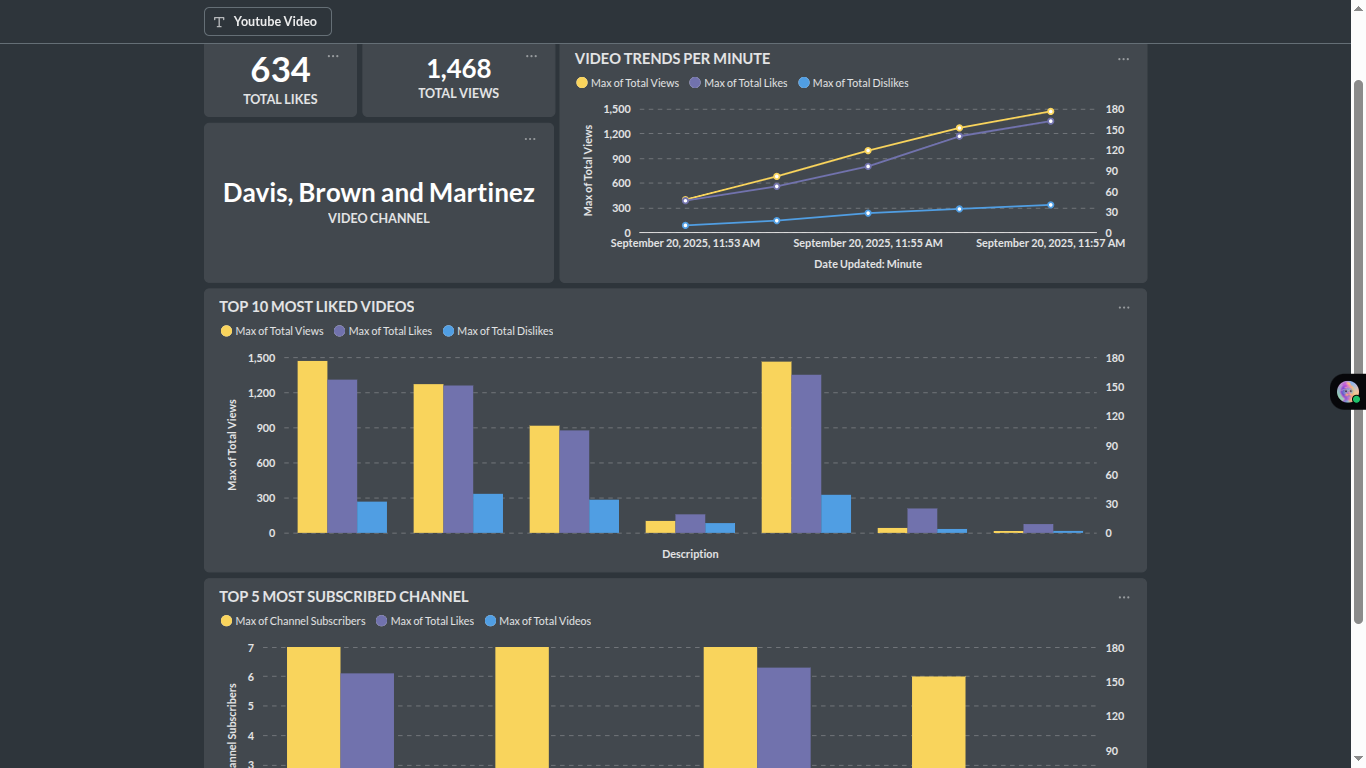 Youtube Video
634
TOTAL LIKES
1,468
TOTAL VIEWS
Davis, Brown and Martinez
VIDEO CHANNEL
VIDEO TRENDS PER MINUTE
Max of Total Views Max of Total Likes Max of Total Dislikes
Max of Total Views
1,500 180
1,200 150
900 120
600 90
300 60
0 30
0
September 20, 2025, 11:53 AM September 20, 2025, 11:55 AM September 20, 2025, 11:57 AM
Date Updated: Minute
TOP 10 MOST LIKED VIDEOS
Max of Total Views Max of Total Likes Max of Total Dislikes
Max of Total Views
1,500 180
1,200 150
900 120
600 90
300 60
0 30
0
Description
TOP 5 MOST SUBSCRIBED CHANNEL
Max of Channel Subscribers Max of Total Likes Max of Total Videos
nnel Subscribers
7 180
6 150
5 120
4 90
3